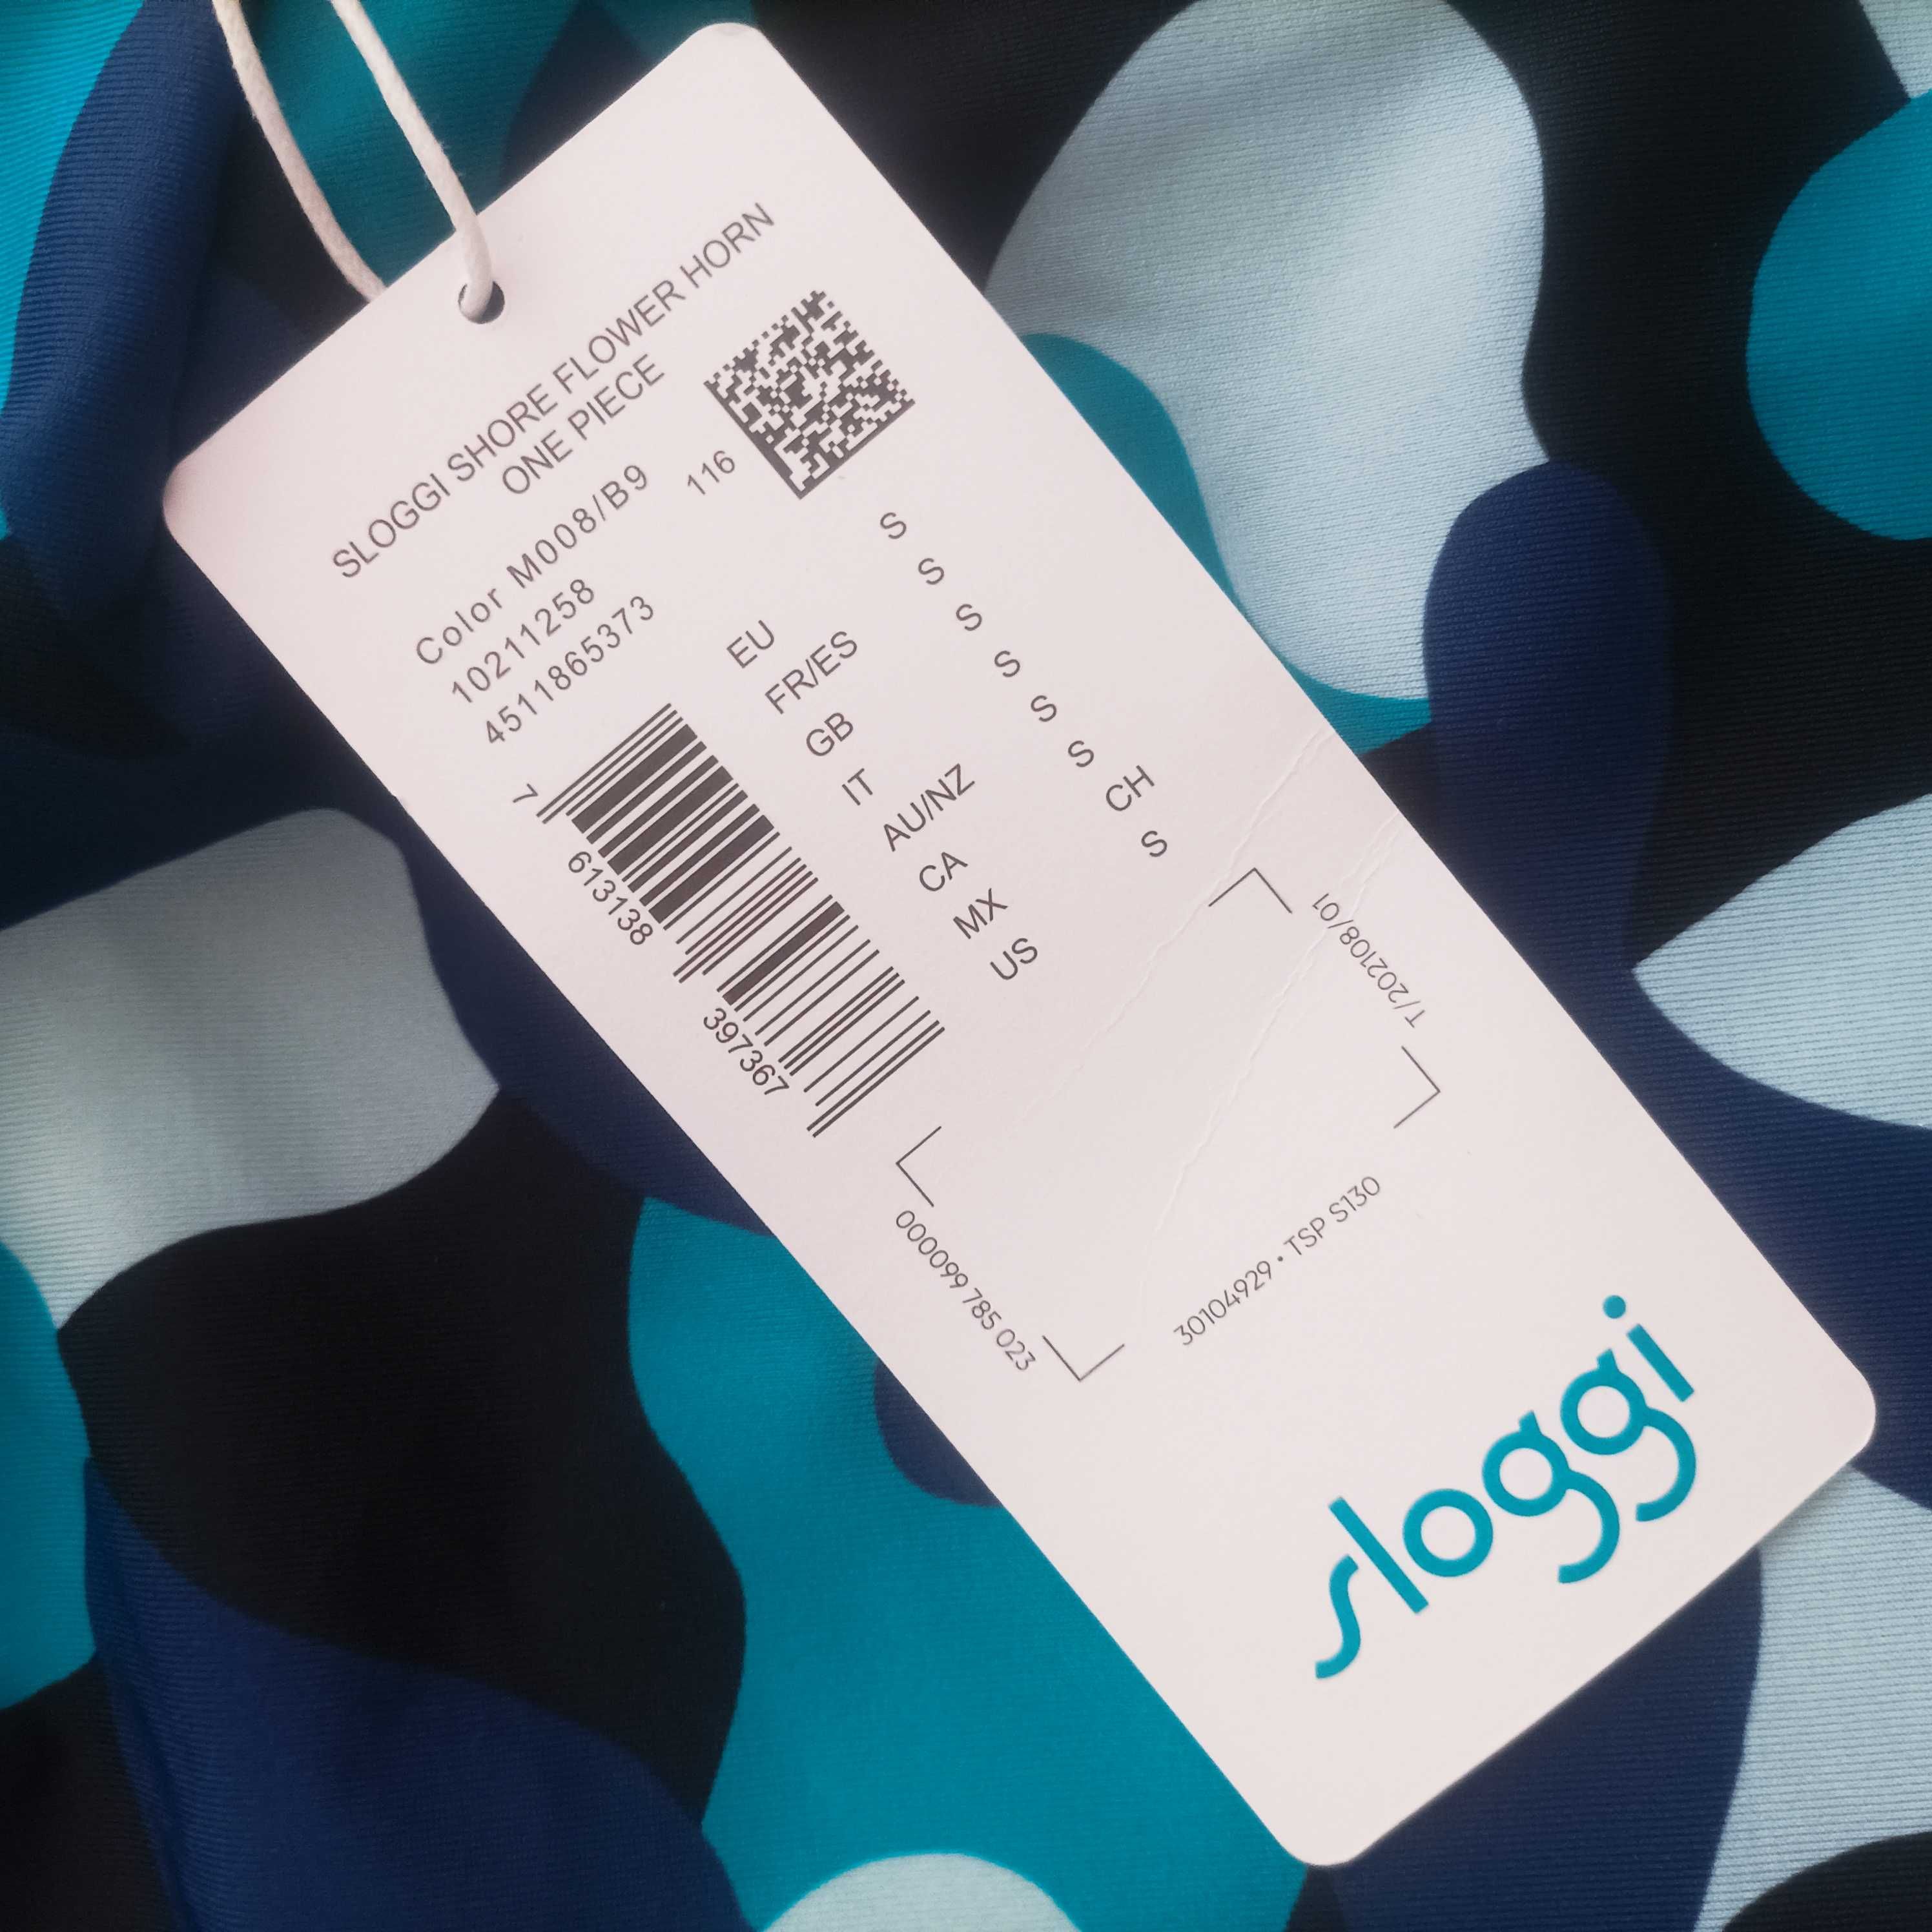 SLOGGI SHORE FLOWER HORN
ONE PIECE
Color M008/B9 116
10211258
4511865373
7 613138 397367
EU S
FR/ES S
GB S
IT S
AU/NZ S
CA S
MX CH
US S
T/202108/01
000099 785 023
30104929 • TSP S130
sloggi